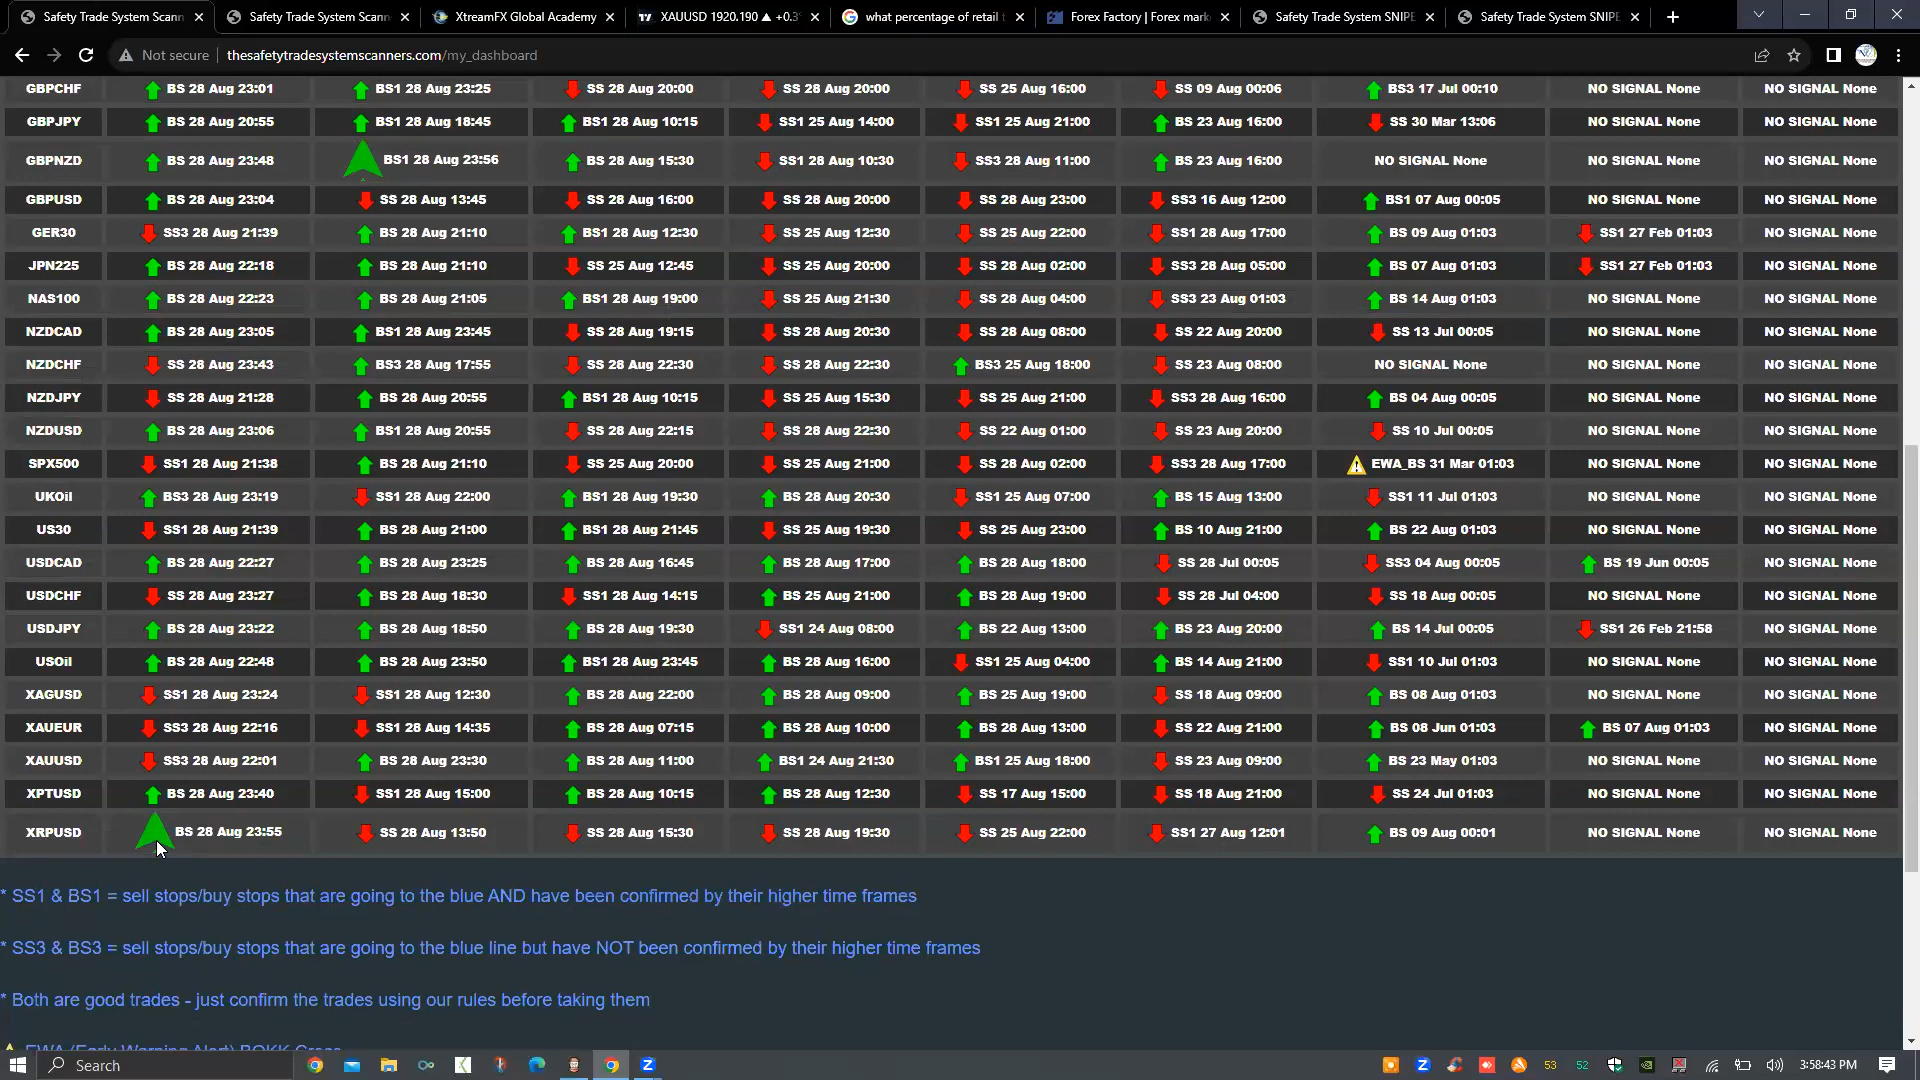 Safety Trade System Scann
Safety Trade System Scann
XtreamFX Global Academy
XAUUSD 1920.190 ▲ +0.3
what percentage of retail t
Forex Factory | Forex mark
Safety Trade System SNIPE
Safety Trade System SNIPE
Not secure thesafetytradesystemscanners.com/my_dashboard
GBPCHF BS 28 Aug 23:01 BS1 28 Aug 23:25 SS 28 Aug 20:00 SS 28 Aug 20:00 SS 25 Aug 16:00 SS 09 Aug 00:06 BS3 17 Jul 00:10 NO SIGNAL None NO SIGNAL None
GBPJPY BS 28 Aug 20:55 BS1 28 Aug 18:45 BS1 28 Aug 10:15 SS1 25 Aug 14:00 SS1 25 Aug 21:00 BS 23 Aug 16:00 SS 30 Mar 13:06 NO SIGNAL None NO SIGNAL None
GBPNZD BS 28 Aug 23:48 BS1 28 Aug 23:56 BS 28 Aug 15:30 SS1 28 Aug 10:30 SS3 28 Aug 11:00 BS 23 Aug 16:00 NO SIGNAL None NO SIGNAL None NO SIGNAL None
GBPUSD BS 28 Aug 23:04 SS 28 Aug 13:45 SS 28 Aug 16:00 SS 28 Aug 20:00 SS 28 Aug 23:00 SS3 16 Aug 12:00 BS1 07 Aug 00:05 NO SIGNAL None NO SIGNAL None
GER30 SS3 28 Aug 21:39 BS 28 Aug 21:10 BS1 28 Aug 12:30 SS 25 Aug 12:30 SS 25 Aug 22:00 SS1 28 Aug 17:00 BS 09 Aug 01:03 SS1 27 Feb 01:03 NO SIGNAL None
JPN225 BS 28 Aug 22:18 BS 28 Aug 21:10 SS 25 Aug 12:45 SS 25 Aug 20:00 SS 28 Aug 02:00 SS3 28 Aug 05:00 BS 07 Aug 01:03 SS1 27 Feb 01:03 NO SIGNAL None
NAS100 BS 28 Aug 22:23 BS 28 Aug 21:05 BS1 28 Aug 19:00 SS 25 Aug 21:30 SS 28 Aug 04:00 SS3 23 Aug 01:03 BS 14 Aug 01:03 NO SIGNAL None NO SIGNAL None
NZDCAD BS 28 Aug 23:05 BS1 28 Aug 23:45 SS 28 Aug 19:15 SS 28 Aug 20:30 SS 28 Aug 08:00 SS 22 Aug 20:00 SS 13 Jul 00:05 NO SIGNAL None NO SIGNAL None
NZDCHF SS 28 Aug 23:43 BS3 28 Aug 17:55 SS 28 Aug 22:30 SS 28 Aug 22:30 BS3 25 Aug 18:00 SS 23 Aug 08:00 NO SIGNAL None NO SIGNAL None NO SIGNAL None
NZDJPY SS 28 Aug 21:28 BS 28 Aug 20:55 BS1 28 Aug 10:15 SS 25 Aug 15:30 SS 25 Aug 21:00 SS3 28 Aug 16:00 BS 04 Aug 00:05 NO SIGNAL None NO SIGNAL None
NZDUSD BS 28 Aug 23:06 BS1 28 Aug 20:55 SS 28 Aug 22:15 SS 28 Aug 22:30 SS 22 Aug 01:00 SS 23 Aug 20:00 SS 10 Jul 00:05 NO SIGNAL None NO SIGNAL None
SPX500 SS1 28 Aug 21:38 BS 28 Aug 21:10 SS 25 Aug 20:00 SS 25 Aug 21:00 SS 28 Aug 02:00 SS3 28 Aug 17:00 EWA_BS 31 Mar 01:03 NO SIGNAL None NO SIGNAL None
UKOil BS3 28 Aug 23:19 SS1 28 Aug 22:00 BS1 28 Aug 19:30 BS 28 Aug 20:30 SS1 25 Aug 07:00 BS 15 Aug 13:00 SS1 11 Jul 01:03 NO SIGNAL None NO SIGNAL None
US30 SS1 28 Aug 21:39 BS 28 Aug 21:00 BS1 28 Aug 21:45 SS 25 Aug 19:30 SS 25 Aug 23:00 BS 10 Aug 21:00 BS 22 Aug 01:03 NO SIGNAL None NO SIGNAL None
USDCAD BS 28 Aug 22:27 BS 28 Aug 23:25 BS 28 Aug 16:45 BS 28 Aug 17:00 BS 28 Aug 18:00 SS 28 Jul 00:05 SS3 04 Aug 00:05 BS 19 Jun 00:05 NO SIGNAL None
USDCHF SS 28 Aug 23:27 BS 28 Aug 18:30 SS1 28 Aug 14:15 BS 25 Aug 21:00 BS 28 Aug 19:00 SS 28 Jul 04:00 SS 18 Aug 00:05 NO SIGNAL None NO SIGNAL None
USDJPY BS 28 Aug 23:22 BS 28 Aug 18:50 BS 28 Aug 19:30 SS1 24 Aug 08:00 BS 22 Aug 13:00 BS 23 Aug 20:00 BS 14 Jul 00:05 SS1 26 Feb 21:58 NO SIGNAL None
USOil BS 28 Aug 22:48 BS 28 Aug 23:50 BS1 28 Aug 23:45 BS 28 Aug 16:00 SS1 25 Aug 04:00 BS 14 Aug 21:00 SS1 10 Jul 01:03 NO SIGNAL None NO SIGNAL None
XAGUSD SS1 28 Aug 23:24 SS1 28 Aug 12:30 BS 28 Aug 22:00 BS 28 Aug 09:00 BS 25 Aug 19:00 SS 18 Aug 09:00 BS 08 Aug 01:03 NO SIGNAL None NO SIGNAL None
XAUEUR SS3 28 Aug 22:16 SS1 28 Aug 14:35 BS 28 Aug 07:15 BS 28 Aug 10:00 BS 28 Aug 13:00 SS 22 Aug 21:00 BS 08 Jun 01:03 BS 07 Aug 01:03 NO SIGNAL None
XAUUSD SS3 28 Aug 22:01 BS 28 Aug 23:30 BS 28 Aug 11:00 BS1 24 Aug 21:30 BS1 25 Aug 18:00 SS 23 Aug 09:00 BS 23 May 01:03 NO SIGNAL None NO SIGNAL None
XPTUSD BS 28 Aug 23:40 SS1 28 Aug 15:00 BS 28 Aug 10:15 BS 28 Aug 12:30 SS 17 Aug 15:00 SS 18 Aug 21:00 SS 24 Jul 01:03 NO SIGNAL None NO SIGNAL None
XRPUSD BS 28 Aug 23:55 SS 28 Aug 13:50 SS 28 Aug 15:30 SS 28 Aug 19:30 SS 25 Aug 22:00 SS1 27 Aug 12:01 BS 09 Aug 00:01 NO SIGNAL None NO SIGNAL None
* SS1 & BS1 = sell stops/buy stops that are going to the blue AND have been confirmed by their higher time frames
* SS3 & BS3 = sell stops/buy stops that are going to the blue line but have NOT been confirmed by their higher time frames
* Both are good trades - just confirm the trades using our rules before taking them
EWA (Early Warning Alert) BOKK Cross
Search 53 52 3:58:43 PM